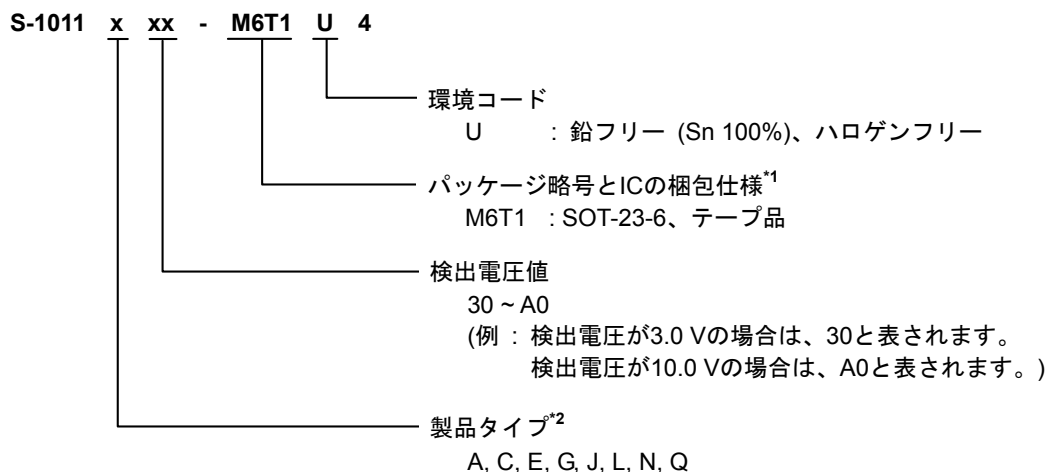 S-1011 x xx - M6T1 U 4
環境コード
U : 鉛フリー (Sn 100%)、ハロゲンフリー
パッケージ略号とICの梱包仕様*1
M6T1 : SOT-23-6、テープ品
検出電圧値
30 ~ A0
(例 : 検出電圧が3.0 Vの場合は、30と表されます。
検出電圧が10.0 Vの場合は、A0と表されます。)
製品タイプ*2
A, C, E, G, J, L, N, Q